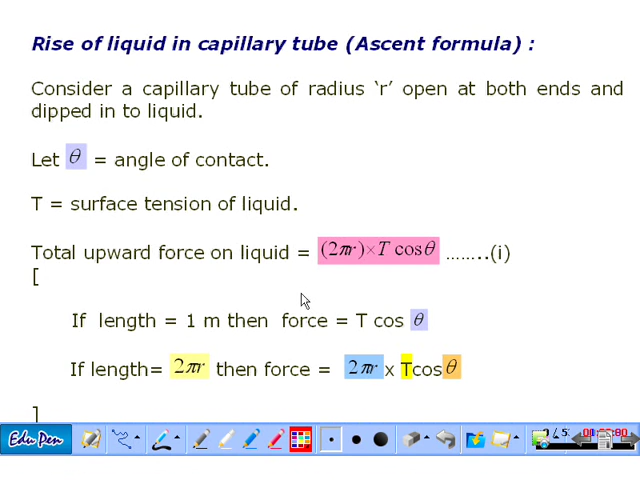 Rise of liquid in capillary tube (Ascent formula) :
Consider a capillary tube of radius ‘r’ open at both ends and
dipped in to liquid.
Let θ = angle of contact.
T = surface tension of liquid.
Total upward force on liquid = (2πr)×T cosθ ……..(i)
[
If length = 1 m then force = T cos θ
If length= 2πr then force = 2πr x Tcosθ
]
Edu Pen